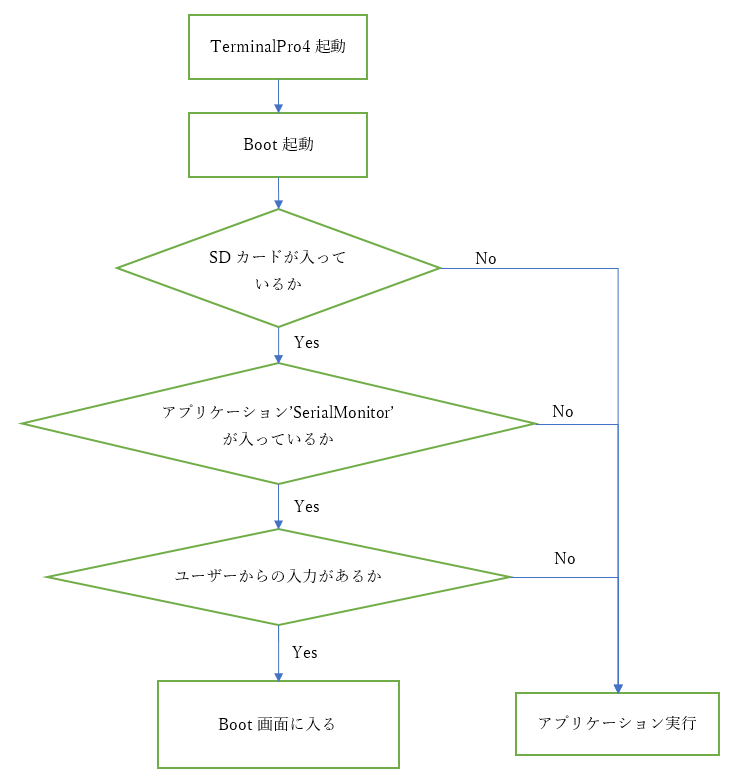 TerminalPro4 起動
Boot 起動
SD カードが入って
いるか
No
Yes
アプリケーション’SerialMonitor’
が入っているか
No
Yes
ユーザーからの入力があるか
No
Yes
Boot 画面に入る
アプリケーション実行